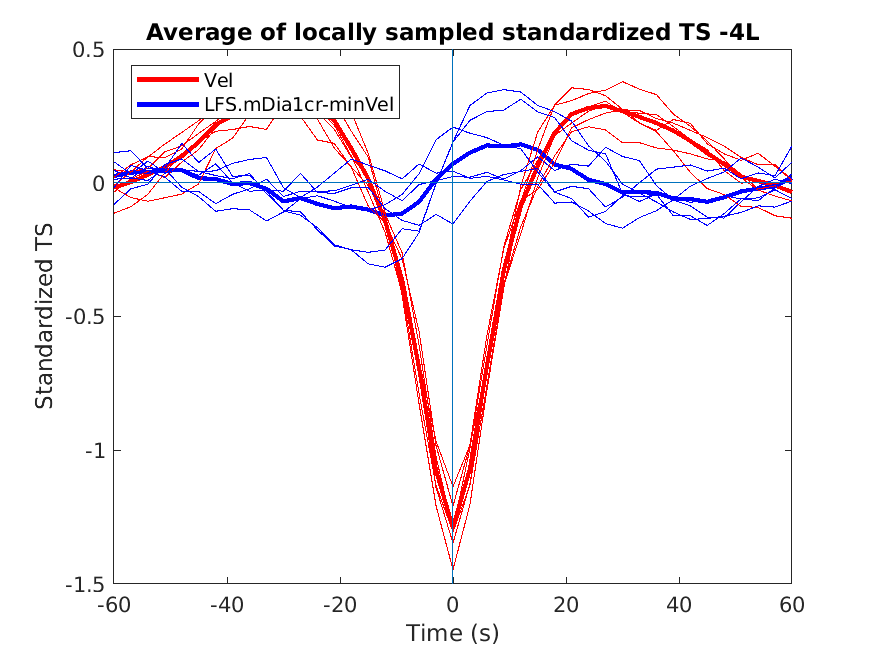 Average of locally sampled standardized TS -4L
0.5
Vel
LFS.mDia1cr-minVel
0
-0.5
-1
-1.5
Standardized TS
-60
-40
-20
0
20
40
60
Time (s)